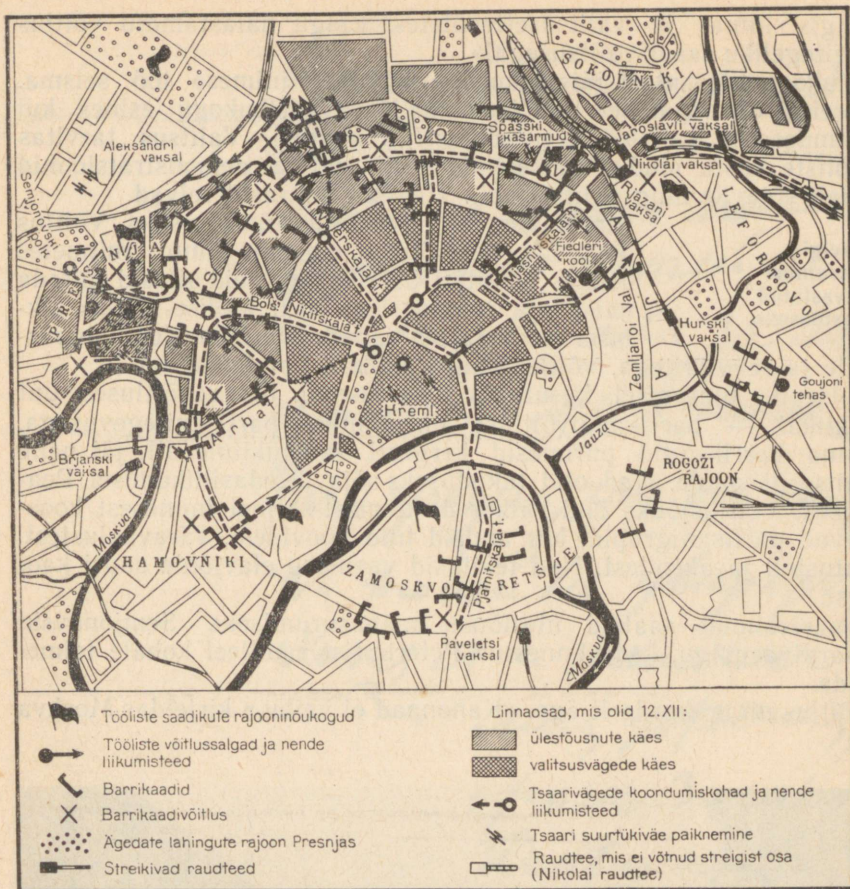 SOKOLNIKI
Aleksandri vaksal
Spasski kasarmud
Jaroslavli vaksal
Nikolai vaksal
Rjazani vaksal
LEFORTOVO
Semjonovski polk
PRESNJA
SADOVAJA
Tverskaja t.
Mjasnitskaja t.
Fiedleri kool
Bolš. Nikitskaja t.
Kurski vaksal
Zemljanoi Val
Goujoni tehas
Kreml
Arbat
Jauza
ROGOŽI RAJOON
Brjanski vaksal
Moskva
HAMOVNIKI
ZAMOSKVORETŠJE
Pjatnitskaja t.
Paveletsi vaksal
Moskva
Tööliste saadikute rajooninõukogud
Tööliste võitlussalgad ja nende
liikumisteed
Barrikaadid
Barrikaadivõitlus
Ägedate lahingute rajoon Presnjas
Streikivad raudteed
Linnaosad, mis olid 12.XII:
ülestõusnute käes
valitsusvägede käes
Tsaarivägede koondumiskohad ja nende
liikumisteed
Tsaari suurtükiväe paiknemine
Raudtee, mis ei võtnud streigist osa
(Nikolai raudtee)